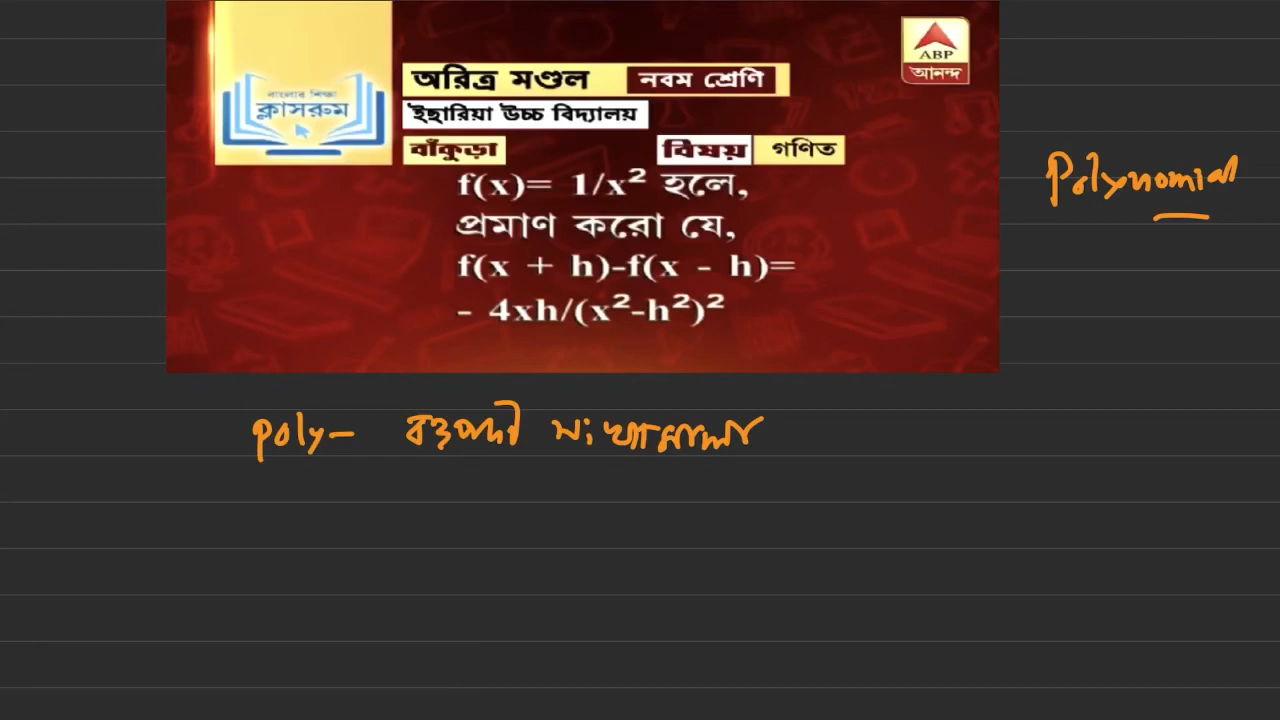 ABP
আনন্দ
বাংলার শিক্ষা
ক্লাসরুম
অরিত্র মণ্ডল নবম শ্রেণি
ইছারিয়া উচ্চ বিদ্যালয়
বাঁকুড়া বিষয় গণিত
f(x)= 1/x² হলে,
প্রমাণ করো যে,
f(x + h)-f(x - h)=
- 4xh/(x²-h²)²
Polynomial
poly- বহুপদী সংখ্যামালা